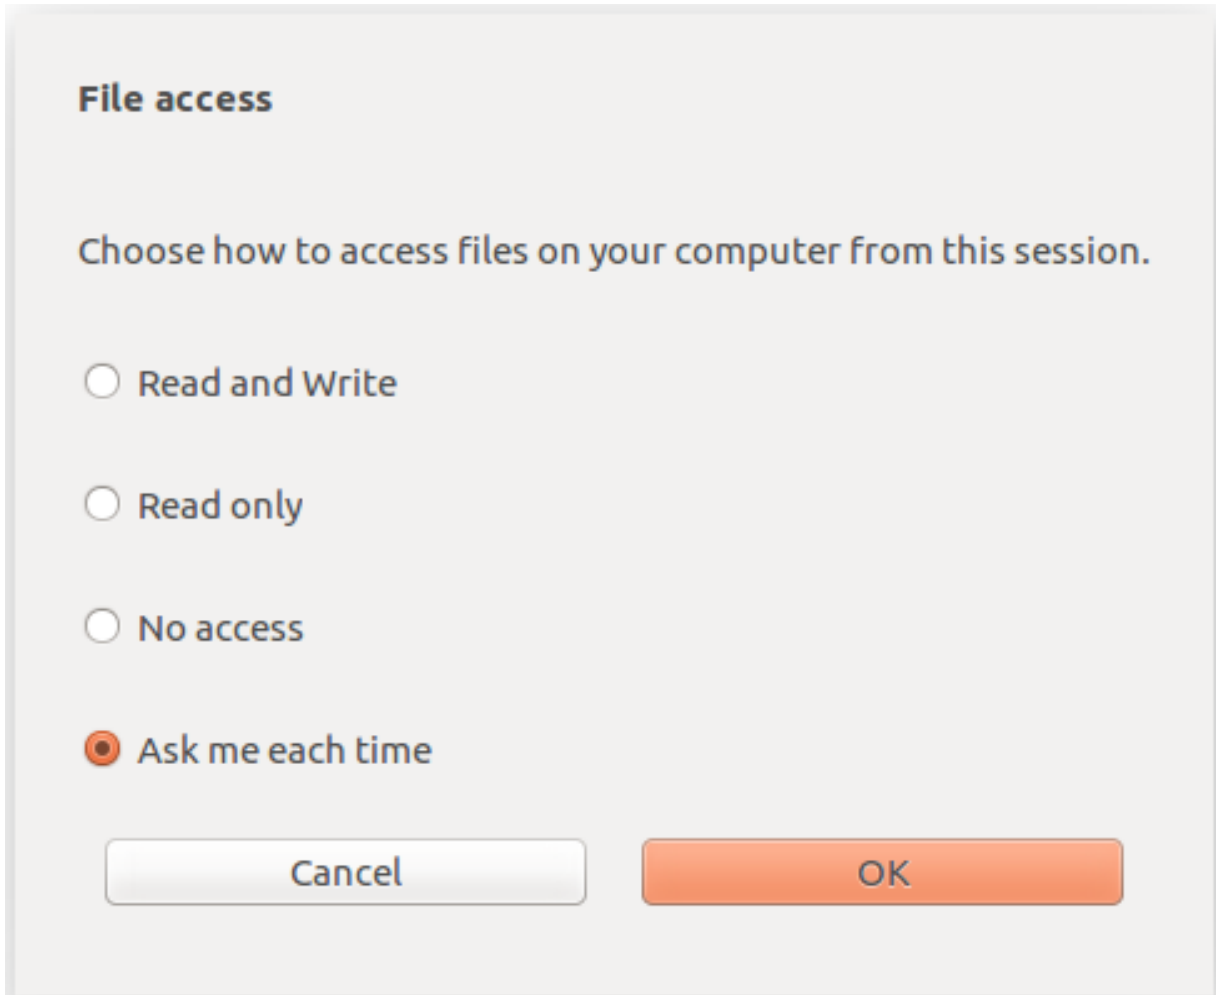 File access
Choose how to access files on your computer from this session.
Read and Write
Read only
No access
Ask me each time
Cancel
OK